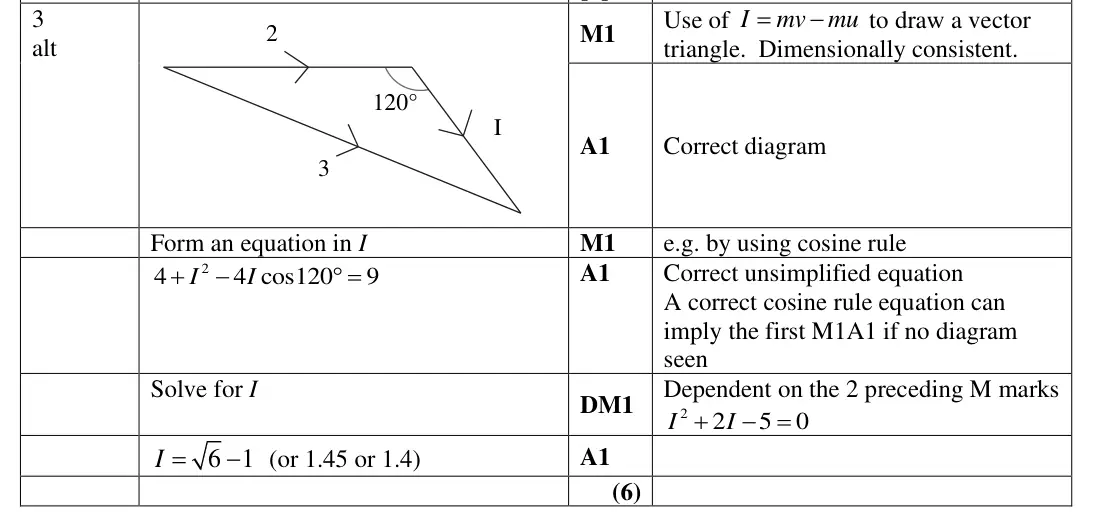 3
alt
2
120°
I
3
M1
Use of I = mv − mu to draw a vector
triangle. Dimensionally consistent.
A1
Correct diagram
Form an equation in I
M1
e.g. by using cosine rule
4 + I² − 4I cos120° = 9
A1
Correct unsimplified equation
A correct cosine rule equation can
imply the first M1A1 if no diagram
seen
Solve for I
DM1
Dependent on the 2 preceding M marks
I² + 2I − 5 = 0
I = √6 − 1 (or 1.45 or 1.4)
A1
(6)